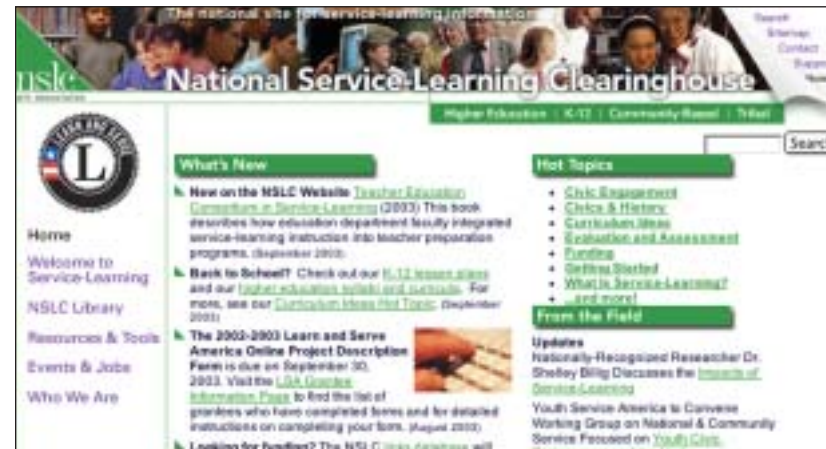 The national site for service-learning information
nslc
National Service-Learning Clearinghouse
Search
Sitemap
Contact
Higher Education | K-12 | Community-Based | Tribal
Search
LEARN AND SERVE
L
Home
Welcome to
Service-Learning
NSLC Library
Resources & Tools
Events & Jobs
Who We Are
What's New
New on the NSLC Website Teacher Education
Consortium in Service-Learning (2003) This book
describes how education department faculty integrated
service-learning instruction into teacher preparation
programs. (September 2003)
Back to School? Check out our K-12 lesson plans
and our higher education syllabi and curricula. For
more, see our Curriculum Ideas Hot Topic. (September
2003)
The 2002-2003 Learn and Serve
America Online Project Description
Form is due on September 30,
2003. Visit the LSA Grantee
Information Page to find the list of
grantees who have completed forms and for detailed
instructions on completing your form. (August 2003)
Looking for funding? The NSLC links database will
Hot Topics
• Civic Engagement
• Civics & History
• Curriculum Ideas
• Evaluation and Assessment
• Funding
• Getting Started
• What is Service-Learning?
• ...and more!
From the Field
Updates
Nationally-Recognized Researcher Dr.
Shelley Billig Discusses the Impacts of
Service-Learning
Youth Service America to Convene
Working Group on National & Community
Service Focused on Youth Civic